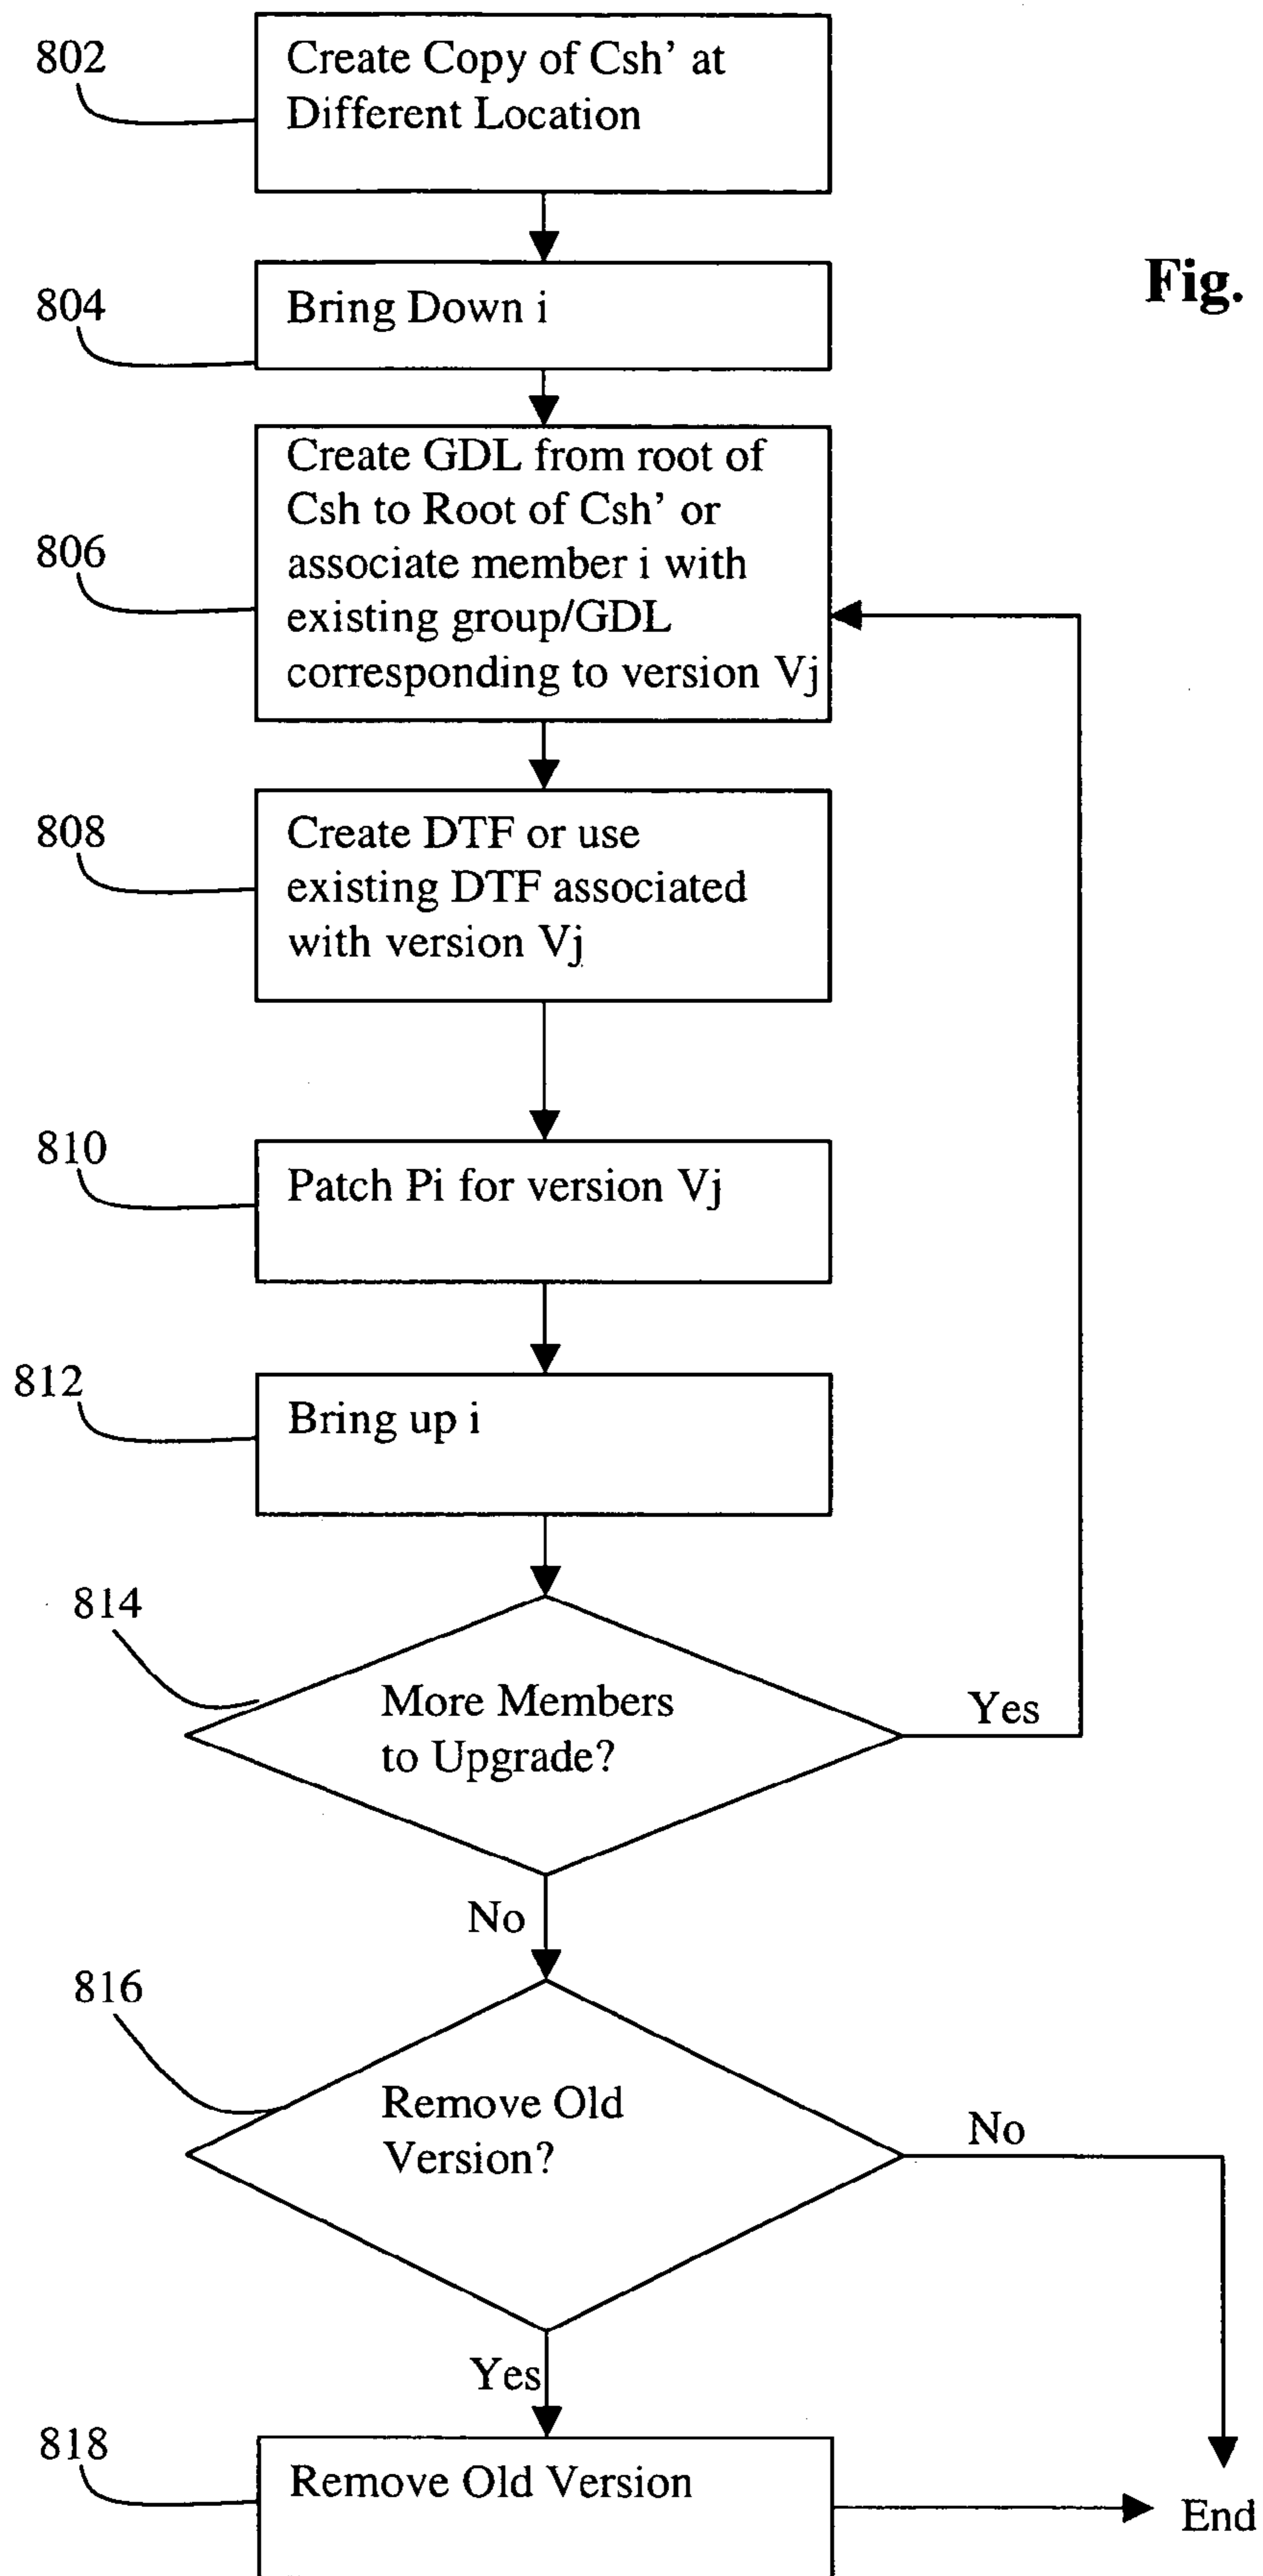 802
Create Copy of Csh' at
Different Location
Fig.
804
Bring Down i
806
Create GDL from root of
Csh to Root of Csh' or
associate member i with
existing group/GDL
corresponding to version Vj
808
Create DTF or use
existing DTF associated
with version Vj
810
Patch Pi for version Vj
812
Bring up i
814
More Members
to Upgrade?
Yes
No
816
Remove Old
Version?
No
Yes
818
Remove Old Version
End